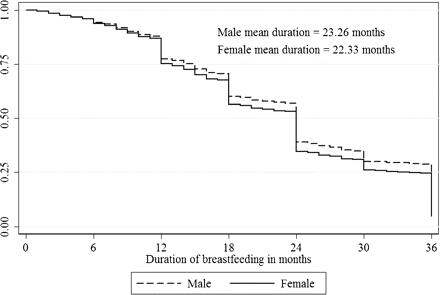 1.00
Male mean duration = 23.26 months
Female mean duration = 22.33 months
0.75
0.50
0.25
0.00
0 6 12 18 24 30 36
Duration of breastfeeding in months
Male Female